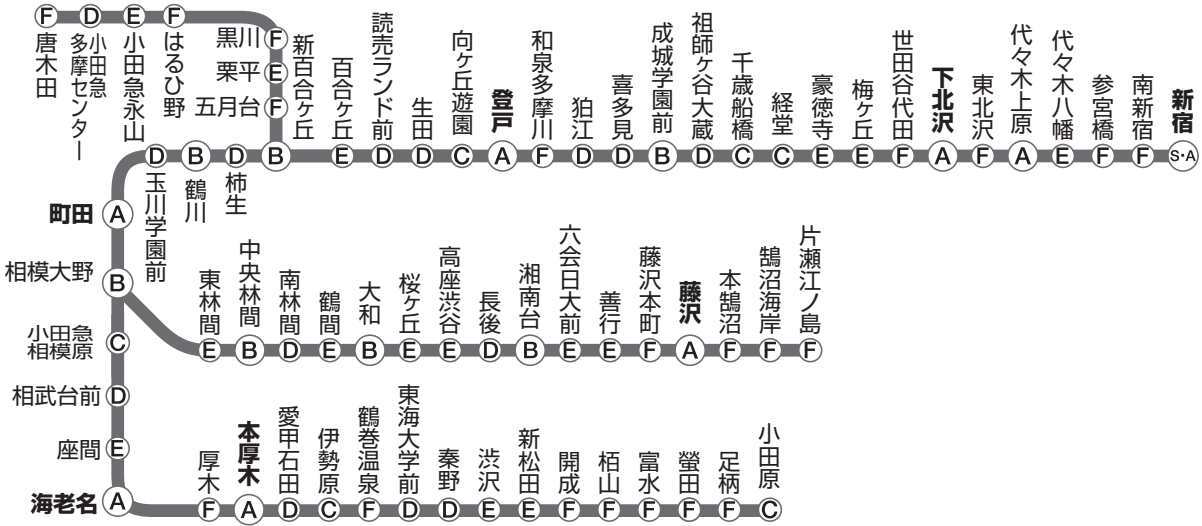 F D E F
唐木田
小田急
多摩センター
小田急永山
はるひ野
黒川 F
栗平 E
五月台 F
新百合ヶ丘
百合ヶ丘
読売ランド前
生田
向ヶ丘遊園
登戸
和泉多摩川
狛江
喜多見
成城学園前
祖師ヶ谷大蔵
千歳船橋
経堂
豪徳寺
梅ヶ丘
世田谷代田
下北沢
東北沢
代々木上原
代々木八幡
参宮橋
南新宿
新宿
D B D B E D D C A F D D B D C C E E F A F A E F F S・A
玉川学園前
鶴川
柿生
町田 A
相模大野 B
小田急
相模原 C
相武台前 D
座間 E
海老名 A
東林間
中央林間
南林間
鶴間
大和
桜ヶ丘
高座渋谷
長後
湘南台
六会日大前
善行
藤沢本町
藤沢
本鵠沼
鵠沼海岸
片瀬江ノ島
E B D E B E E D B E E F A F F F
厚木
本厚木
愛甲石田
伊勢原
鶴巻温泉
東海大学前
秦野
渋沢
新松田
開成
栢山
富水
螢田
足柄
小田原
F A D C F D D E E F F F F F C